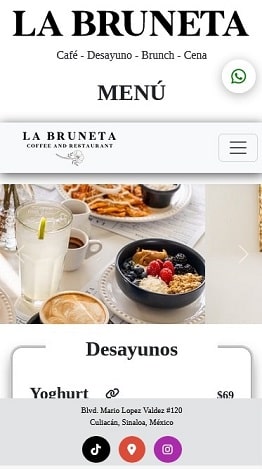 LA BRUNETA
Café - Desayuno - Brunch - Cena
MENÚ
LA BRUNETA
COFFEE AND RESTAURANT
Desayunos
Yoghurt $69
Blvd. Mario Lopez Valdez #120
Culiacán, Sinaloa, México